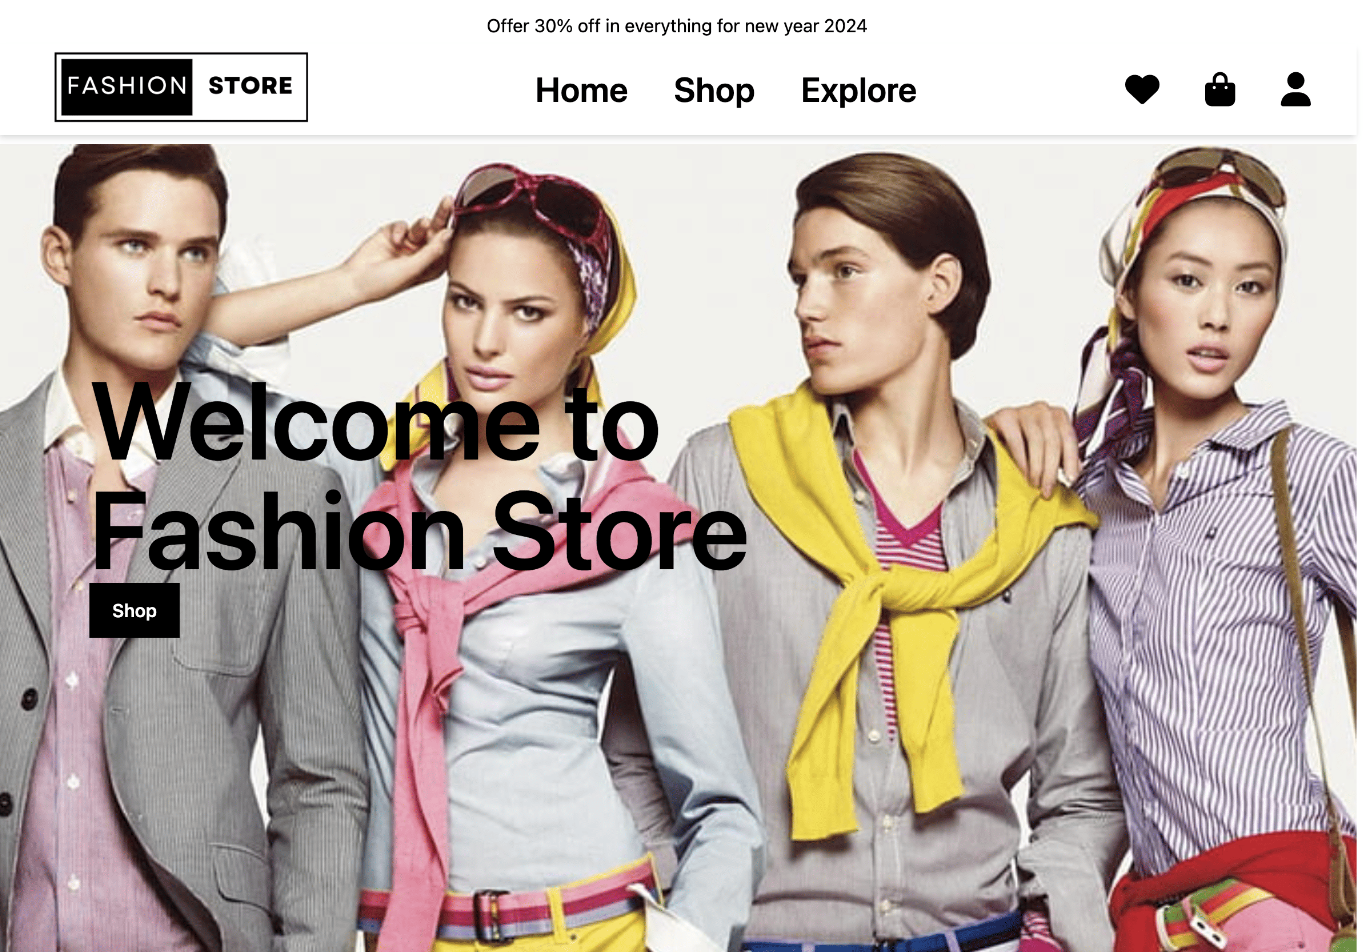 Offer 30% off in everything for new year 2024
FASHION STORE
Home Shop Explore
Welcome to
Fashion Store
Shop